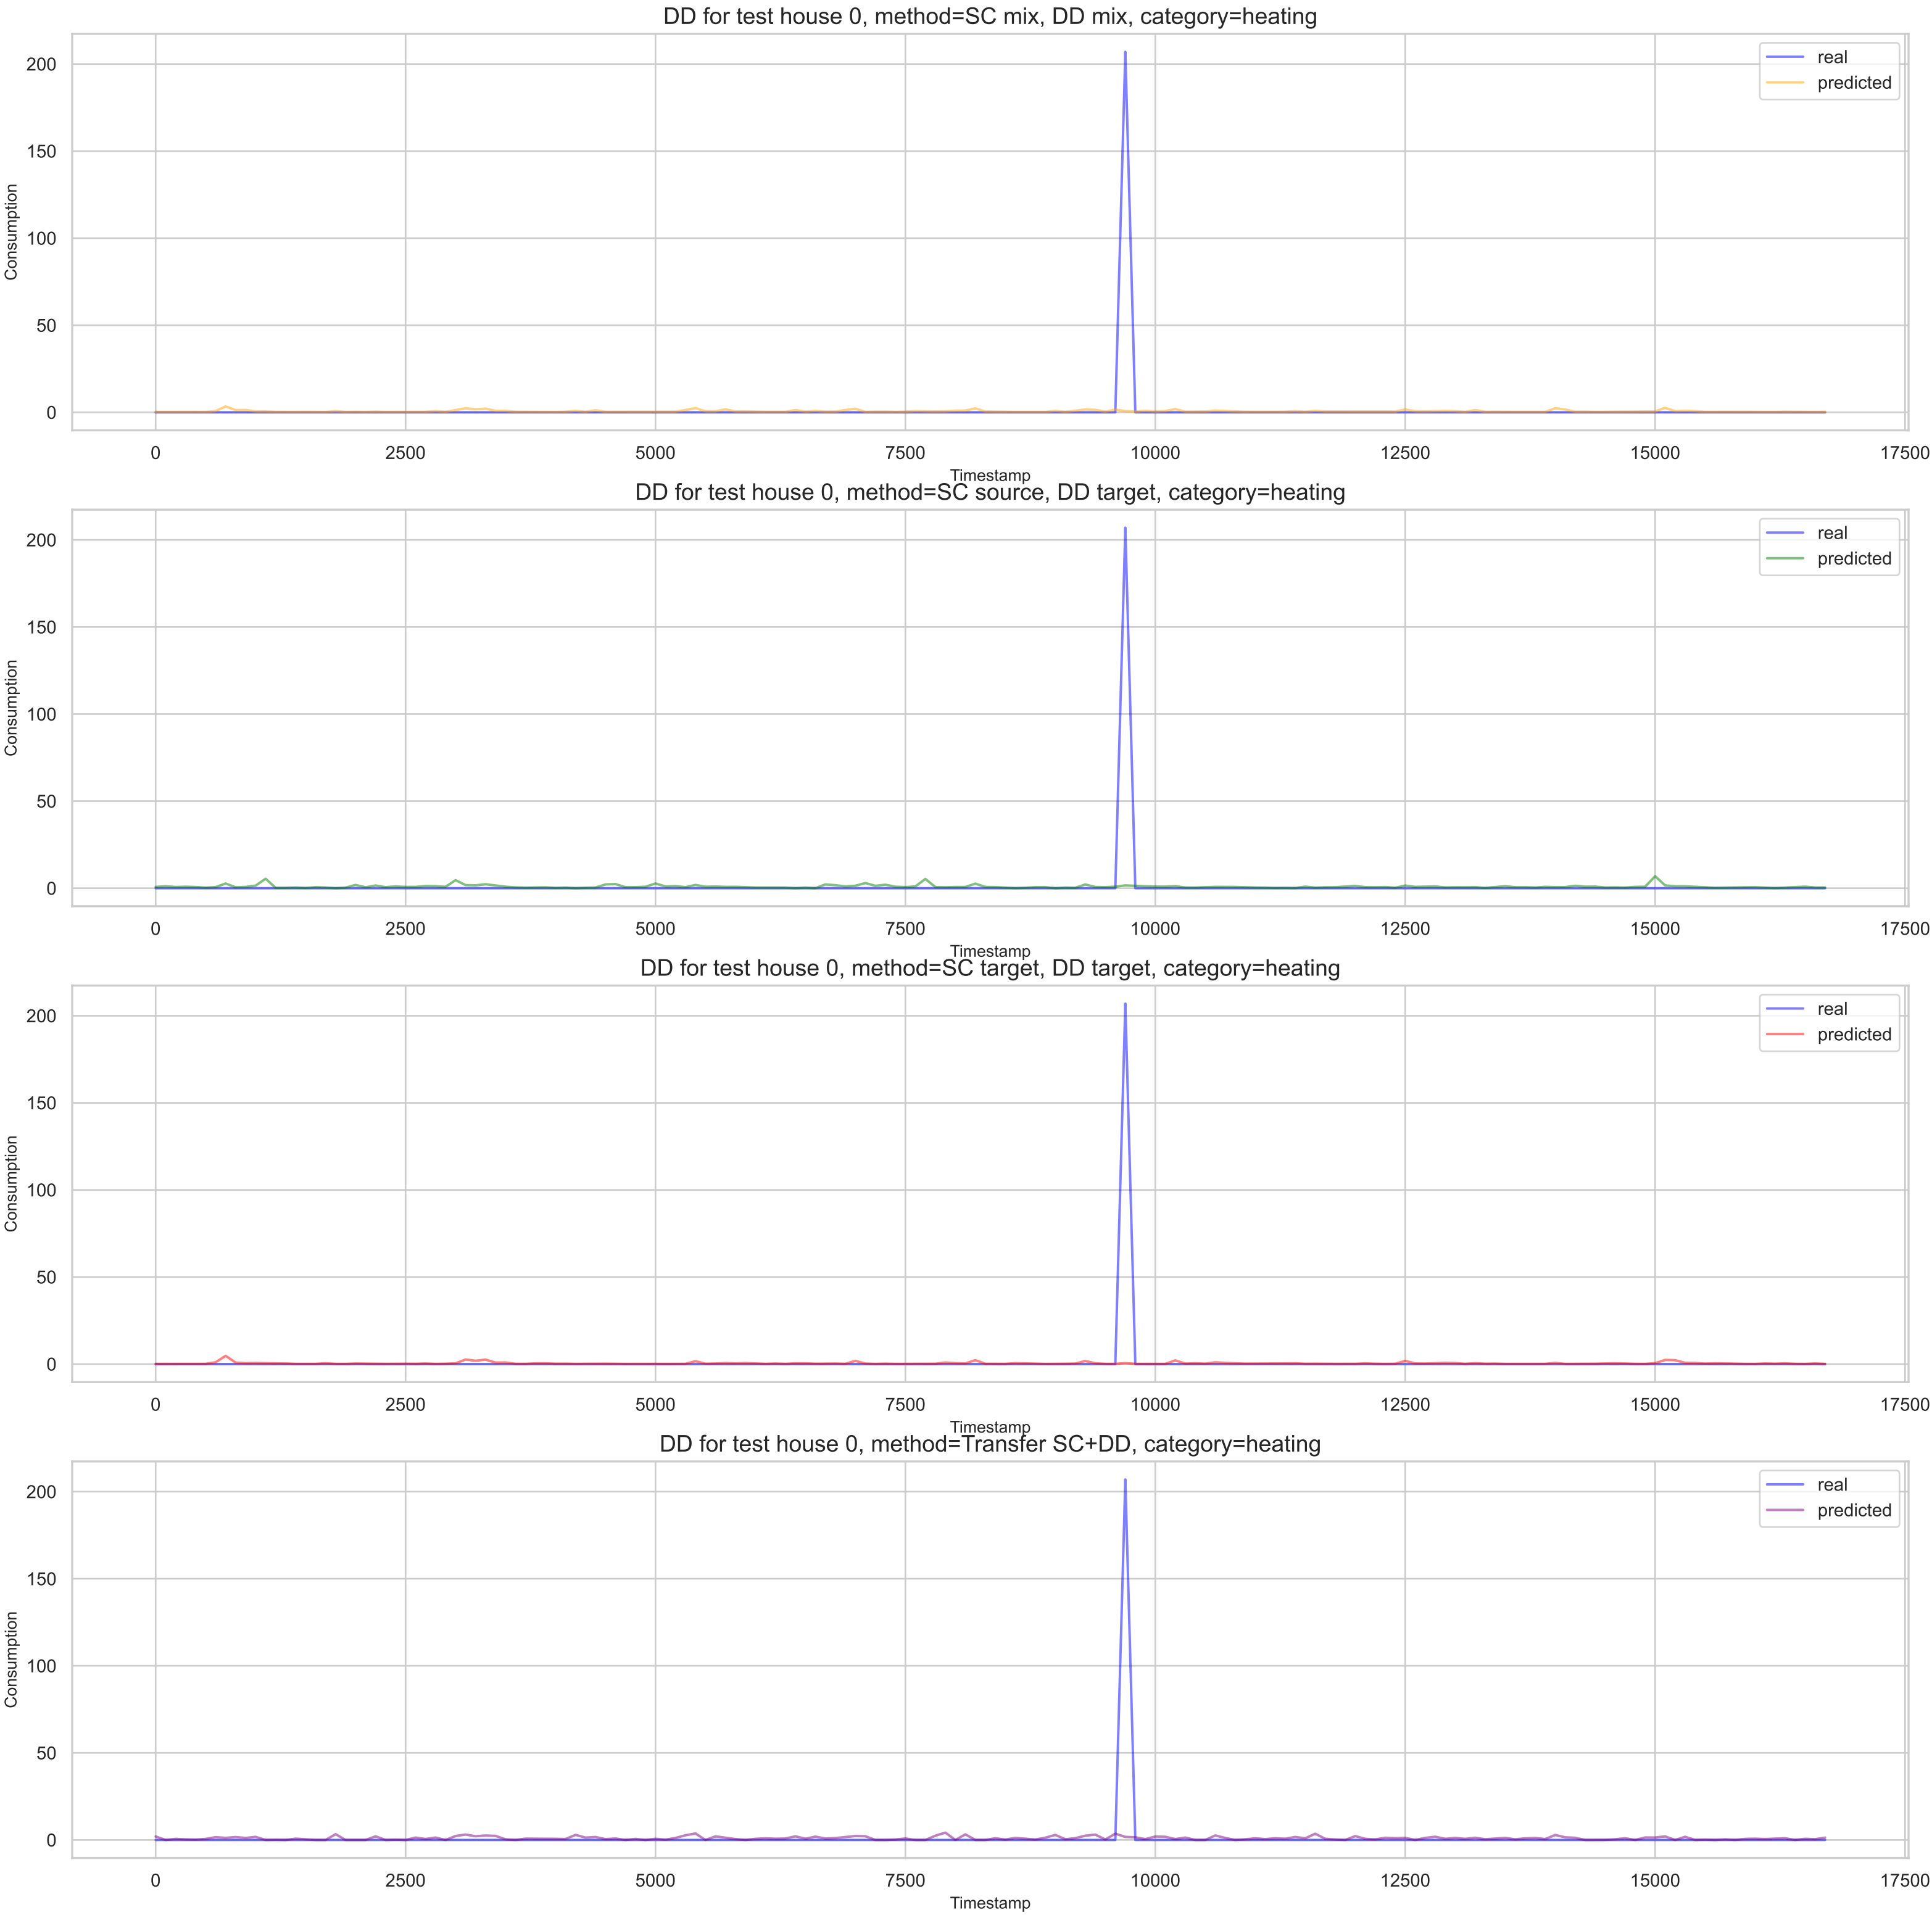 DD for test house 0, method=SC mix, DD mix, category=heating
real
predicted
200
150
100
50
0
Consumption
0 2500 5000 7500 10000 12500 15000 17500
Timestamp
DD for test house 0, method=SC source, DD target, category=heating
real
predicted
200
150
100
50
0
Consumption
0 2500 5000 7500 10000 12500 15000 17500
Timestamp
DD for test house 0, method=SC target, DD target, category=heating
real
predicted
200
150
100
50
0
Consumption
0 2500 5000 7500 10000 12500 15000 17500
Timestamp
DD for test house 0, method=Transfer SC+DD, category=heating
real
predicted
200
150
100
50
0
Consumption
0 2500 5000 7500 10000 12500 15000 17500
Timestamp